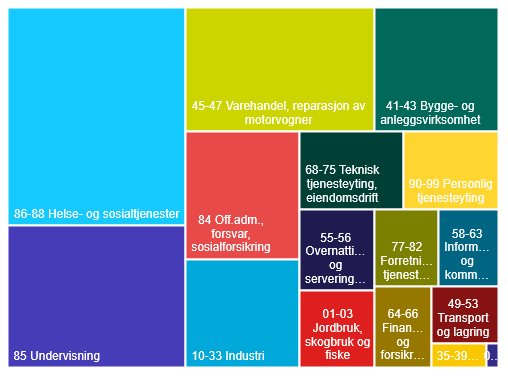 86-88 Helse- og sosialtjenester
85 Undervisning
45-47 Varehandel, reparasjon av
motorvogner
41-43 Bygge- og
anleggsvirksomhet
84 Off.adm.,
forsvar,
sosialforsikring
10-33 Industri
68-75 Teknisk
tjenesteyting,
eiendomsdrift
90-99 Personlig
tjenesteyting
55-56
Overnatti...
og
servering...
77-82
Forretni...
tjenest...
58-63
Inform...
og
komm...
01-03
Jordbruk,
skogbruk og
fiske
64-66
Finan...
og
forsikr...
49-53
Transport
og lagring
35-39...
0...